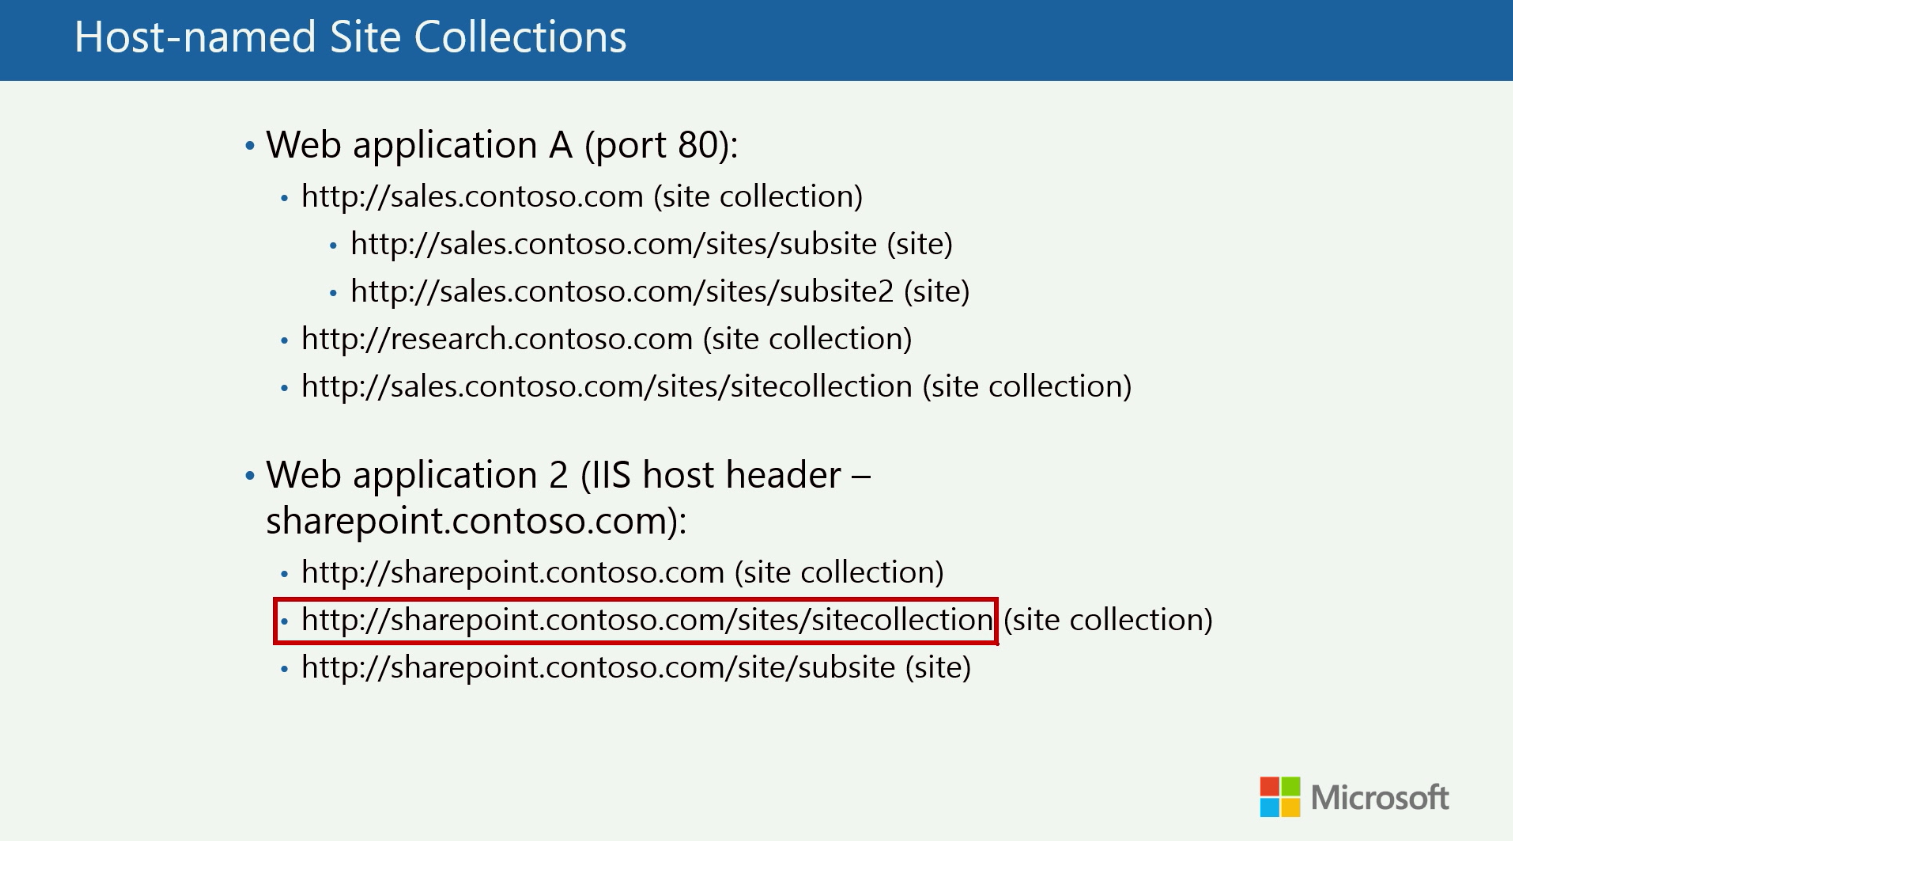 Host-named Site Collections
• Web application A (port 80):
• http://sales.contoso.com (site collection)
• http://sales.contoso.com/sites/subsite (site)
• http://sales.contoso.com/sites/subsite2 (site)
• http://research.contoso.com (site collection)
• http://sales.contoso.com/sites/sitecollection (site collection)
• Web application 2 (IIS host header –
sharepoint.contoso.com):
• http://sharepoint.contoso.com (site collection)
• http://sharepoint.contoso.com/sites/sitecollection (site collection)
• http://sharepoint.contoso.com/site/subsite (site)
Microsoft